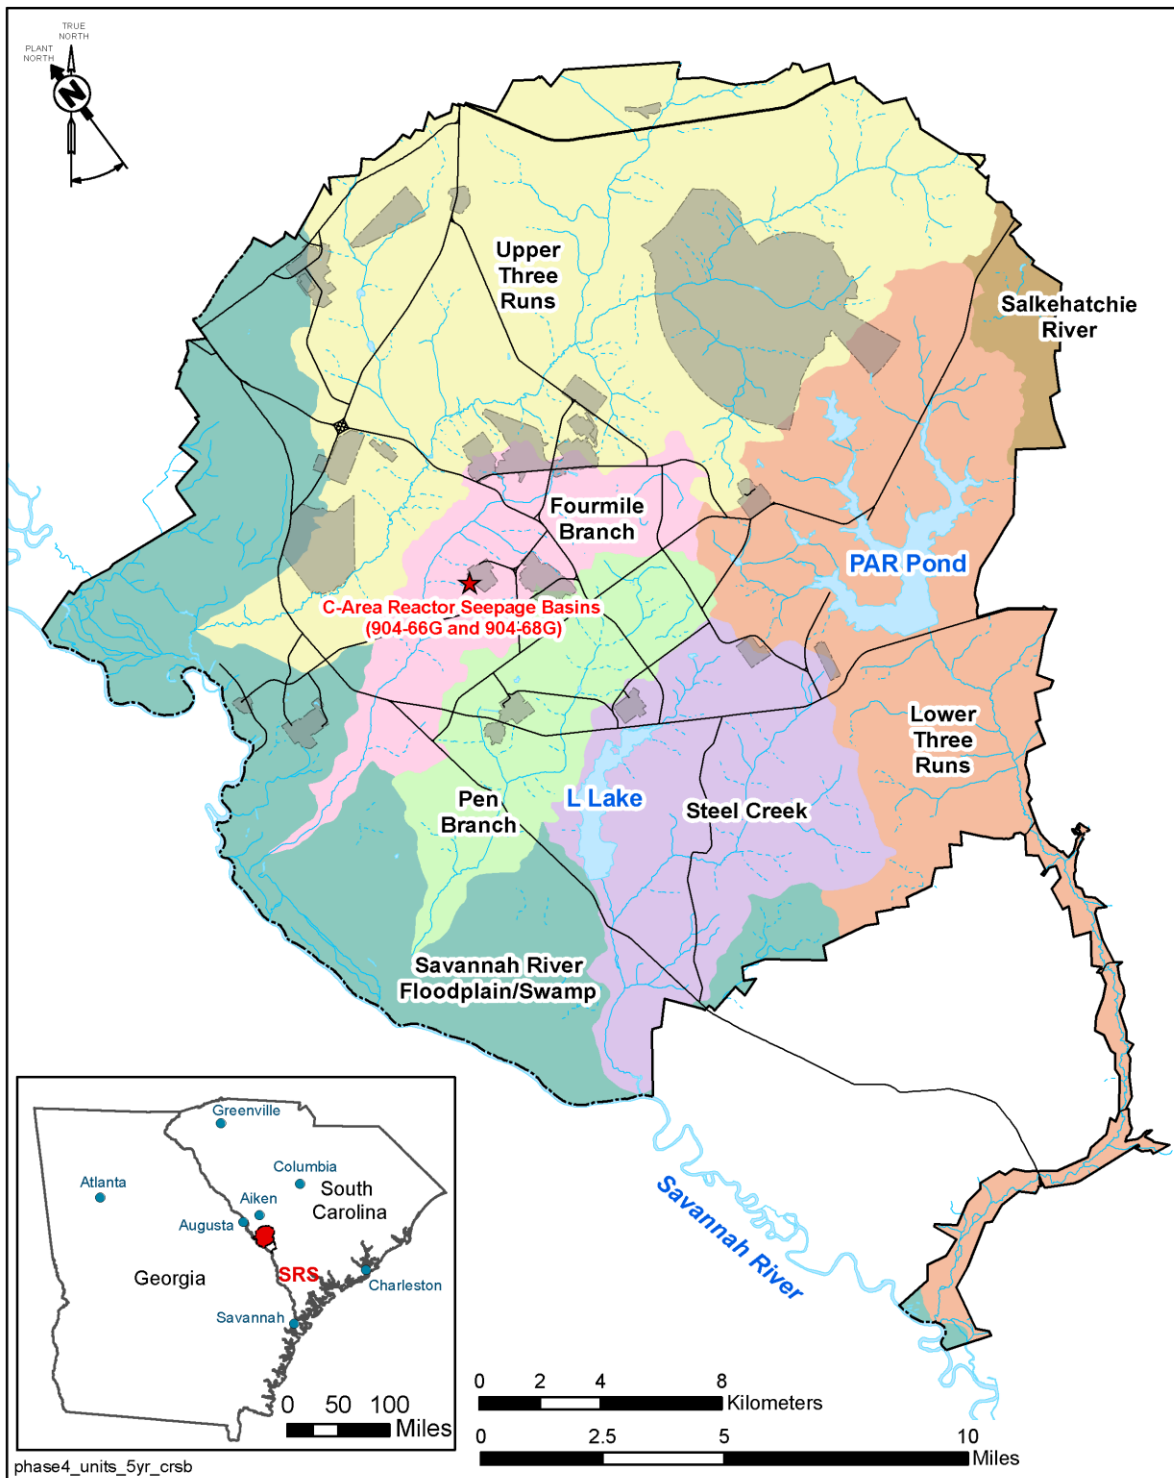 TRUE
NORTH
PLANT
NORTH
N
Upper
Three
Runs
Salkehatchie
River
Fourmile
Branch
PAR Pond
C-Area Reactor Seepage Basins
(904-66G and 904-68G)
Lower
Three
Runs
L Lake
Pen
Branch
Steel Creek
Savannah River
Floodplain/Swamp
Savannah River
Greenville
Columbia
Atlanta
Aiken
South
Carolina
Augusta
Georgia
SRS
Charleston
Savannah
0 50 100
Miles
0 2 4 8
Kilometers
0 2.5 5 10
Miles
phase4_units_5yr_crsb